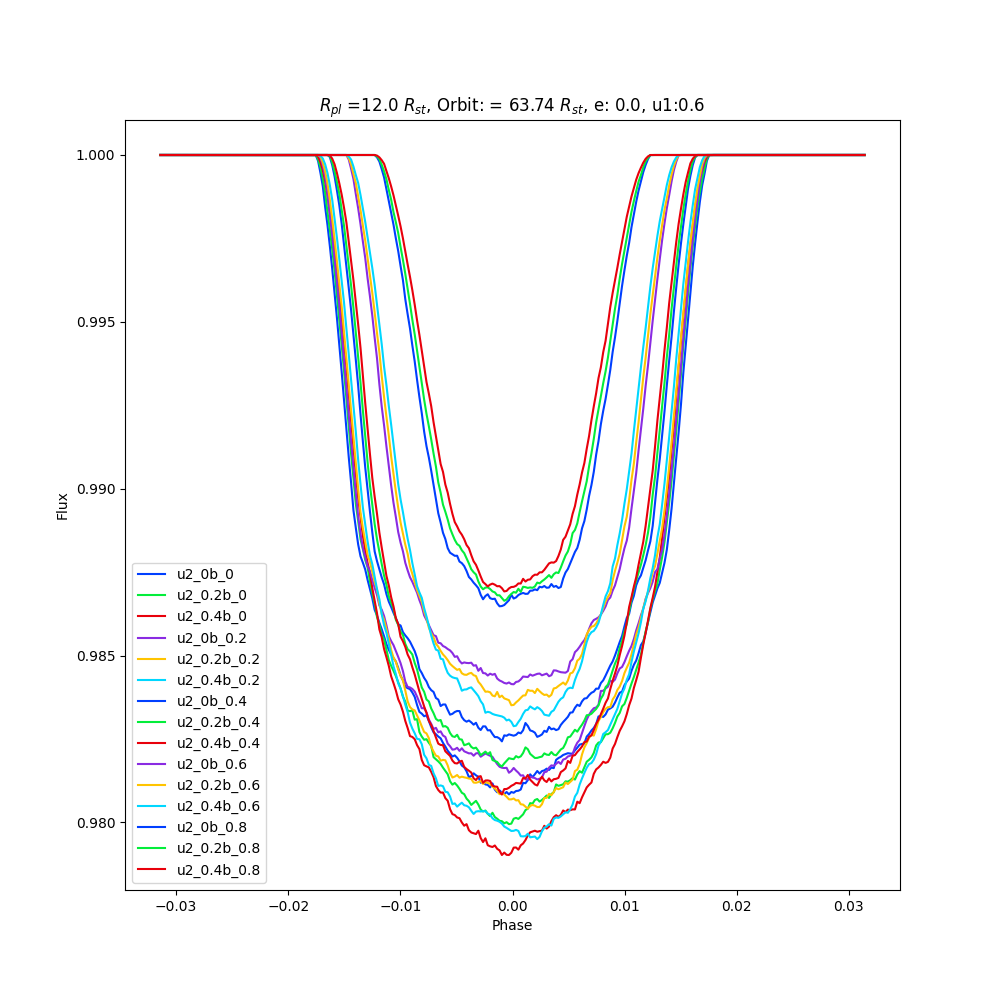 R_pl =12.0 R_st, Orbit: = 63.74 R_st, e: 0.0, u1:0.6
1.000
0.995
0.990
0.985
0.980
Flux
u2_0b_0
u2_0.2b_0
u2_0.4b_0
u2_0b_0.2
u2_0.2b_0.2
u2_0.4b_0.2
u2_0b_0.4
u2_0.2b_0.4
u2_0.4b_0.4
u2_0b_0.6
u2_0.2b_0.6
u2_0.4b_0.6
u2_0b_0.8
u2_0.2b_0.8
u2_0.4b_0.8
−0.03 −0.02 −0.01 0.00 0.01 0.02 0.03
Phase